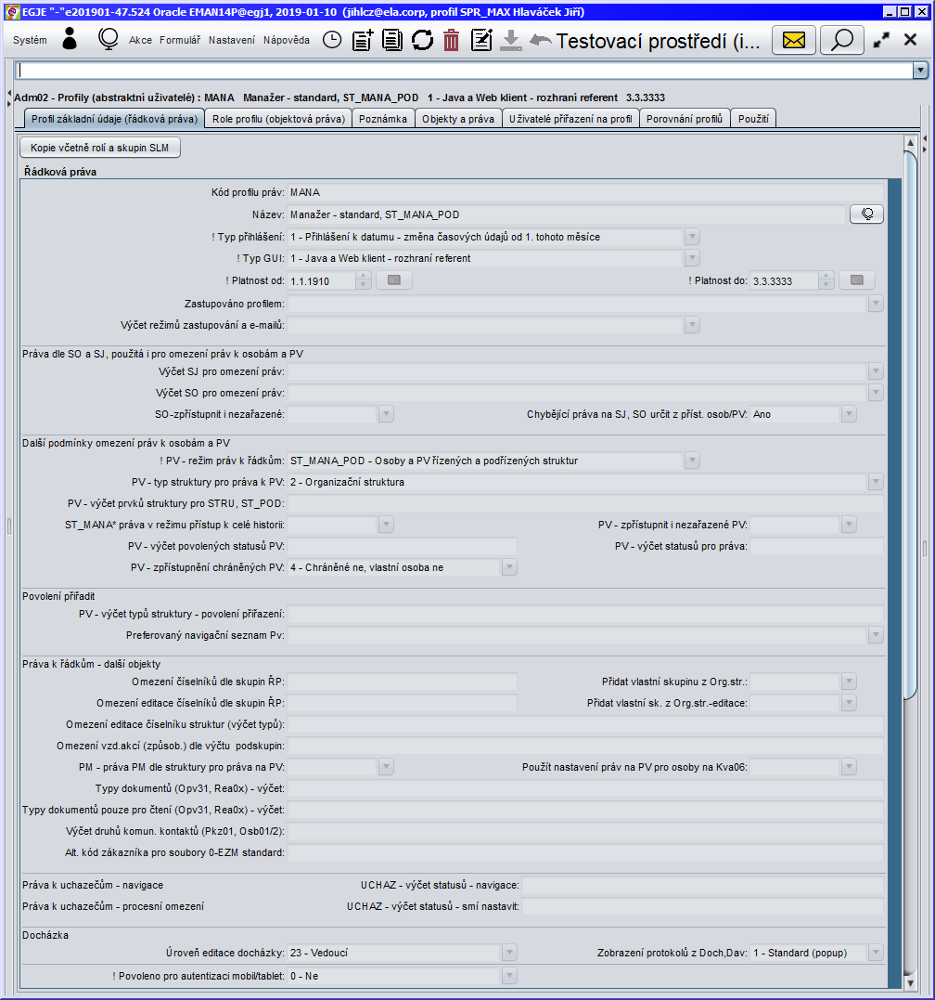 EGJE "-"e201901-47.524 Oracle EMAN14P@egj1, 2019-01-10 (jihlcz@ela.corp, profil SPR_MAX Hlaváček Jiří)
Systém Akce Formulář Nastavení Nápověda Testovací prostředí (i...
Adm02 - Profily (abstraktní uživatelé) : MANA Manažer - standard, ST_MANA_POD 1 - Java a Web klient - rozhraní referent 3.3.3333
Profil základní údaje (řádková práva) Role profilu (objektová práva) Poznámka Objekty a práva Uživatelé přiřazení na profil Porovnání profilů Použití
Kopie včetně rolí a skupin SLM
Řádková práva
Kód profilu práv: MANA
Název: Manažer - standard, ST_MANA_POD
! Typ přihlášení: 1 - Přihlášení k datumu - změna časových údajů od 1. tohoto měsíce
! Typ GUI: 1 - Java a Web klient - rozhraní referent
! Platnost od: 1.1.1910 ! Platnost do: 3.3.3333
Zastupováno profilem:
Výčet režimů zastupování a e-mailů:
Práva dle SO a SJ, použitá i pro omezení práv k osobám a PV
Výčet SJ pro omezení práv:
Výčet SO pro omezení práv:
SO-zpřístupnit i nezařazené: Chybějící práva na SJ, SO určit z příst. osob/PV: Ano
Další podmínky omezení práv k osobám a PV
! PV - režim práv k řádkům: ST_MANA_POD - Osoby a PV řízených a podřízených struktur
PV - typ struktury pro práva k PV: 2 - Organizační struktura
PV - výčet prvků struktury pro STRU, ST_POD:
ST_MANA* práva v režimu přístup k celé historii: PV - zpřístupnit i nezařazené PV:
PV - výčet povolených statusů PV: PV - výčet statusů pro práva:
PV - zpřístupnění chráněných PV: 4 - Chráněné ne, vlastní osoba ne
Povolení přiřadit
PV - výčet typů struktury - povolení přiřazení:
Preferovaný navigační seznam Pv:
Práva k řádkům - další objekty
Omezení číselníků dle skupin ŘP: Přidat vlastní skupinu z Org.str.:
Omezení editace číselníků dle skupin ŘP: Přidat vlastní sk. z Org.str.-editace:
Omezení editace číselníku struktur (výčet typů):
Omezení vzd.akcí (způsob.) dle výčtu podskupin:
PM - práva PM dle struktury pro práva na PV: Použít nastavení práv na PV pro osoby na Kva06:
Typy dokumentů (Opv31, Rea0x) - výčet:
Typy dokumentů pouze pro čtení (Opv31, Rea0x) - výčet:
Výčet druhů komun. kontaktů (Pkz01, Osb01/2):
Alt. kód zákazníka pro soubory 0-EZM standard:
Práva k uchazečům - navigace UCHAZ - výčet statusů - navigace:
Práva k uchazečům - procesní omezení UCHAZ - výčet statusů - smí nastavit:
Docházka
Úroveň editace docházky: 23 - Vedoucí Zobrazení protokolů z Doch,Dav: 1 - Standard (popup)
! Povoleno pro autentizaci mobil/tablet: 0 - Ne